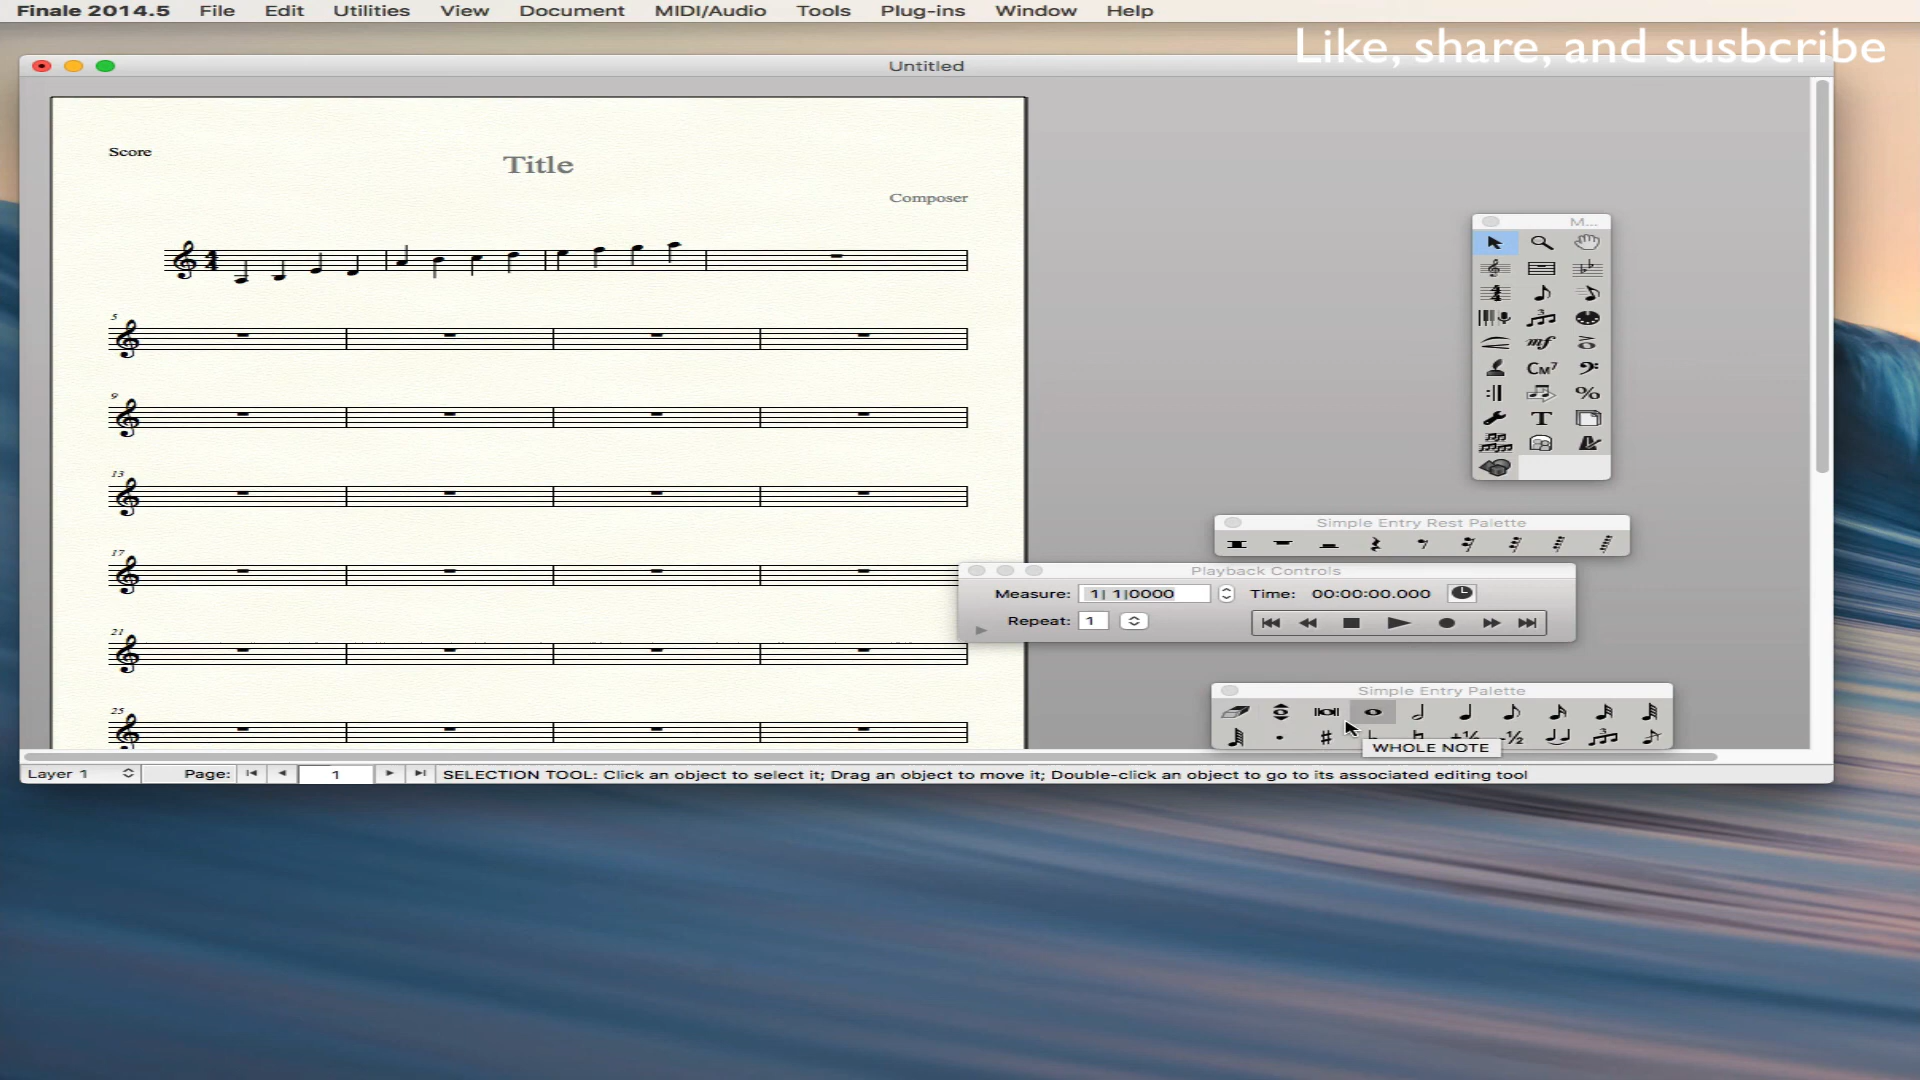 Finale 2014.5 File Edit Utilities View Document MIDI/Audio Tools Plug-ins Window Help
Like, share, and susbcribe
Untitled
Score
Title
Composer
M...
5
9
13
17
21
25
mf
CM7
T
Simple Entry Rest Palette
Playback Controls
Measure: 1| 1|0000 Time: 00:00:00.000
Repeat: 1
Simple Entry Palette
WHOLE NOTE
Layer 1 Page: 1 SELECTION TOOL: Click an object to select it; Drag an object to move it; Double-click an object to go to its associated editing tool